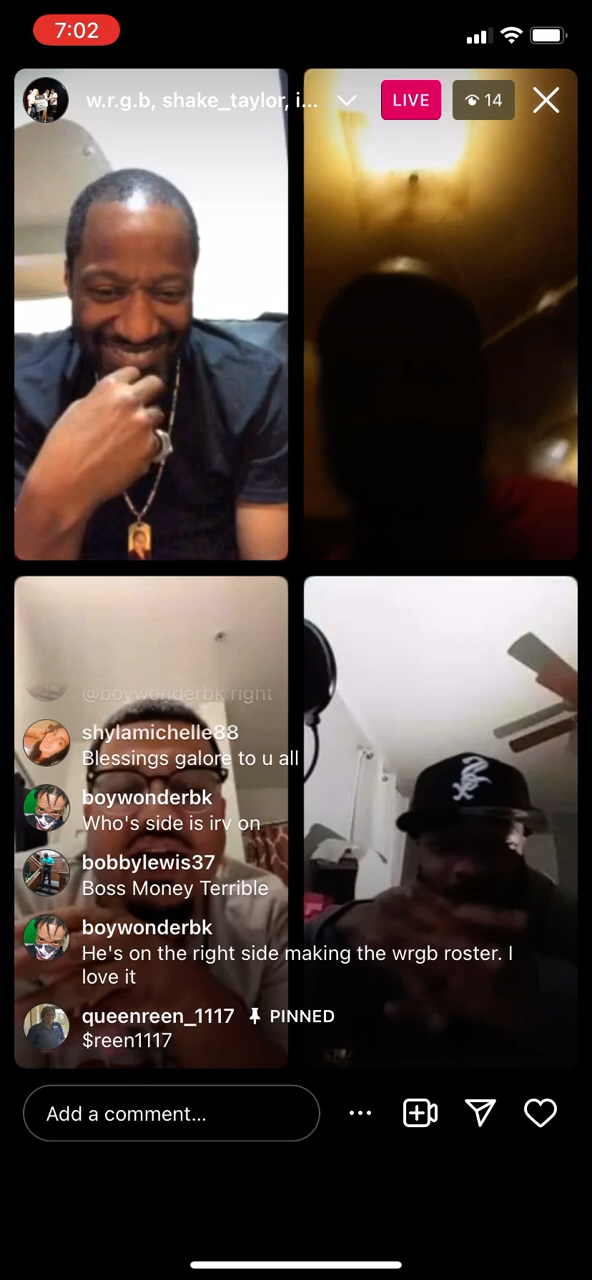 7:02
w.r.g.b, shake_taylor, i...
LIVE
14
@boywonderbk right
shylamichelle88
Blessings galore to u all
boywonderbk
Who's side is irv on
bobbylewis37
Boss Money Terrible
boywonderbk
He's on the right side making the wrgb roster. I
love it
queenreen_1117 PINNED
$reen1117
Add a comment...